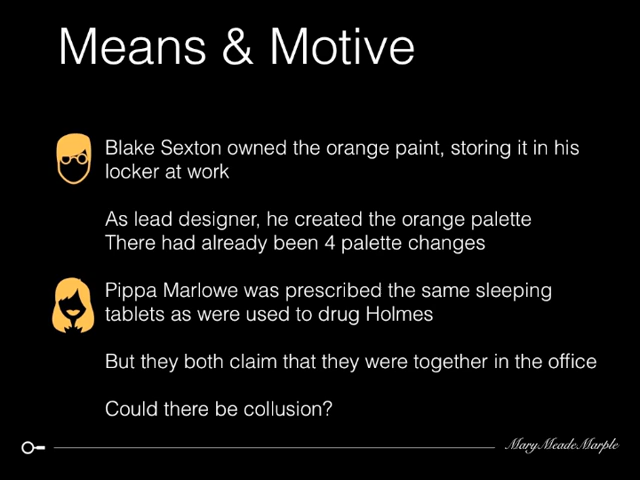 Means & Motive
Blake Sexton owned the orange paint, storing it in his
locker at work
As lead designer, he created the orange palette
There had already been 4 palette changes
Pippa Marlowe was prescribed the same sleeping
tablets as were used to drug Holmes
But they both claim that they were together in the office
Could there be collusion?
MaryMeadeMarple